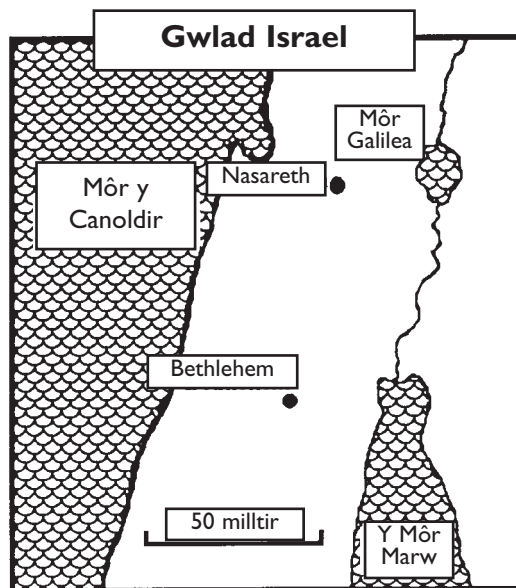 Gwlad Israel
Môr
Galilea
Nasareth
Môr y
Canoldir
Bethlehem
50 milltir
Y Môr
Marw